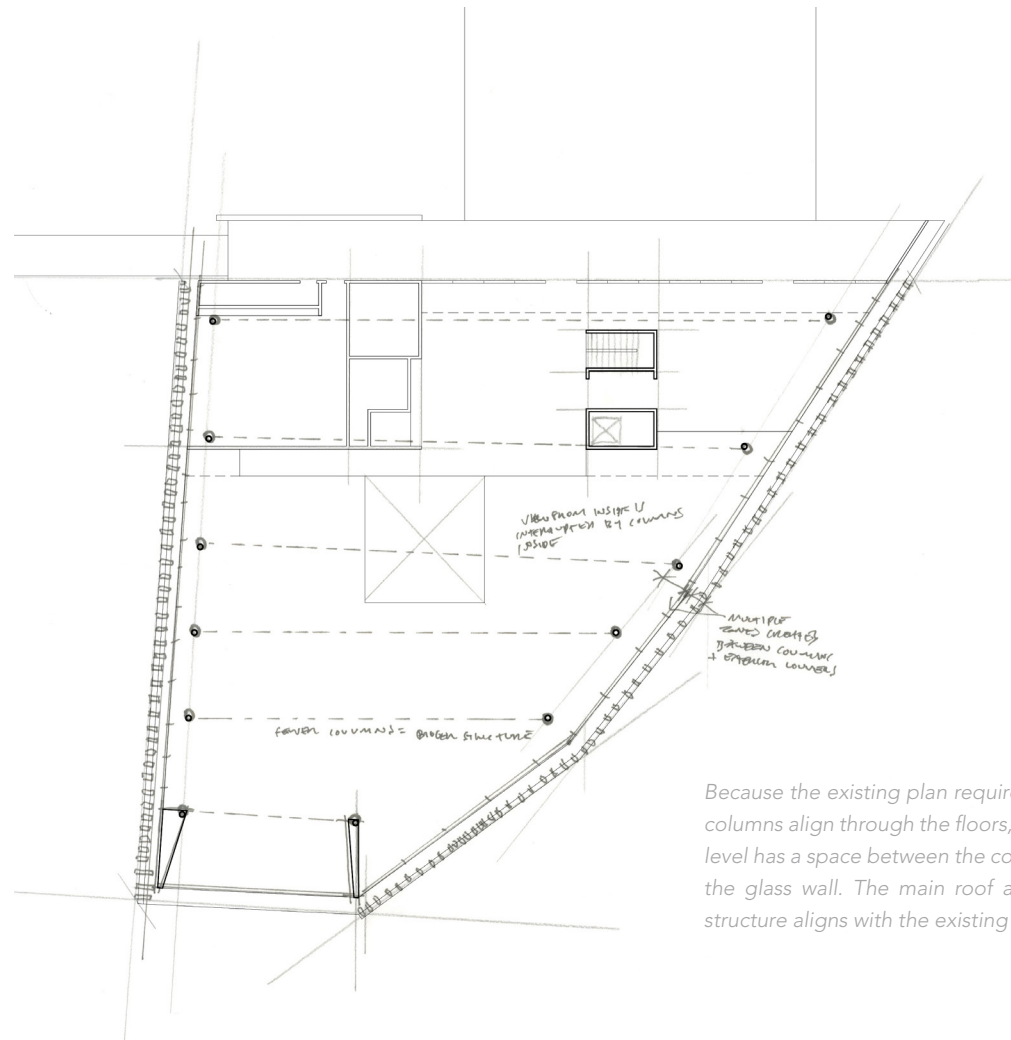 VIEW FROM INSIDE IS
INTERRUPTED BY COLUMNS
INSIDE
MULTIPLE
ZONES CREATED
BETWEEN COLUMNS
+ EXTERIOR LOUVERS
FEWER COLUMNS = BIGGER STRUCTURE
Because the existing plan require
columns align through the floors,
level has a space between the co
the glass wall. The main roof a
structure aligns with the existing